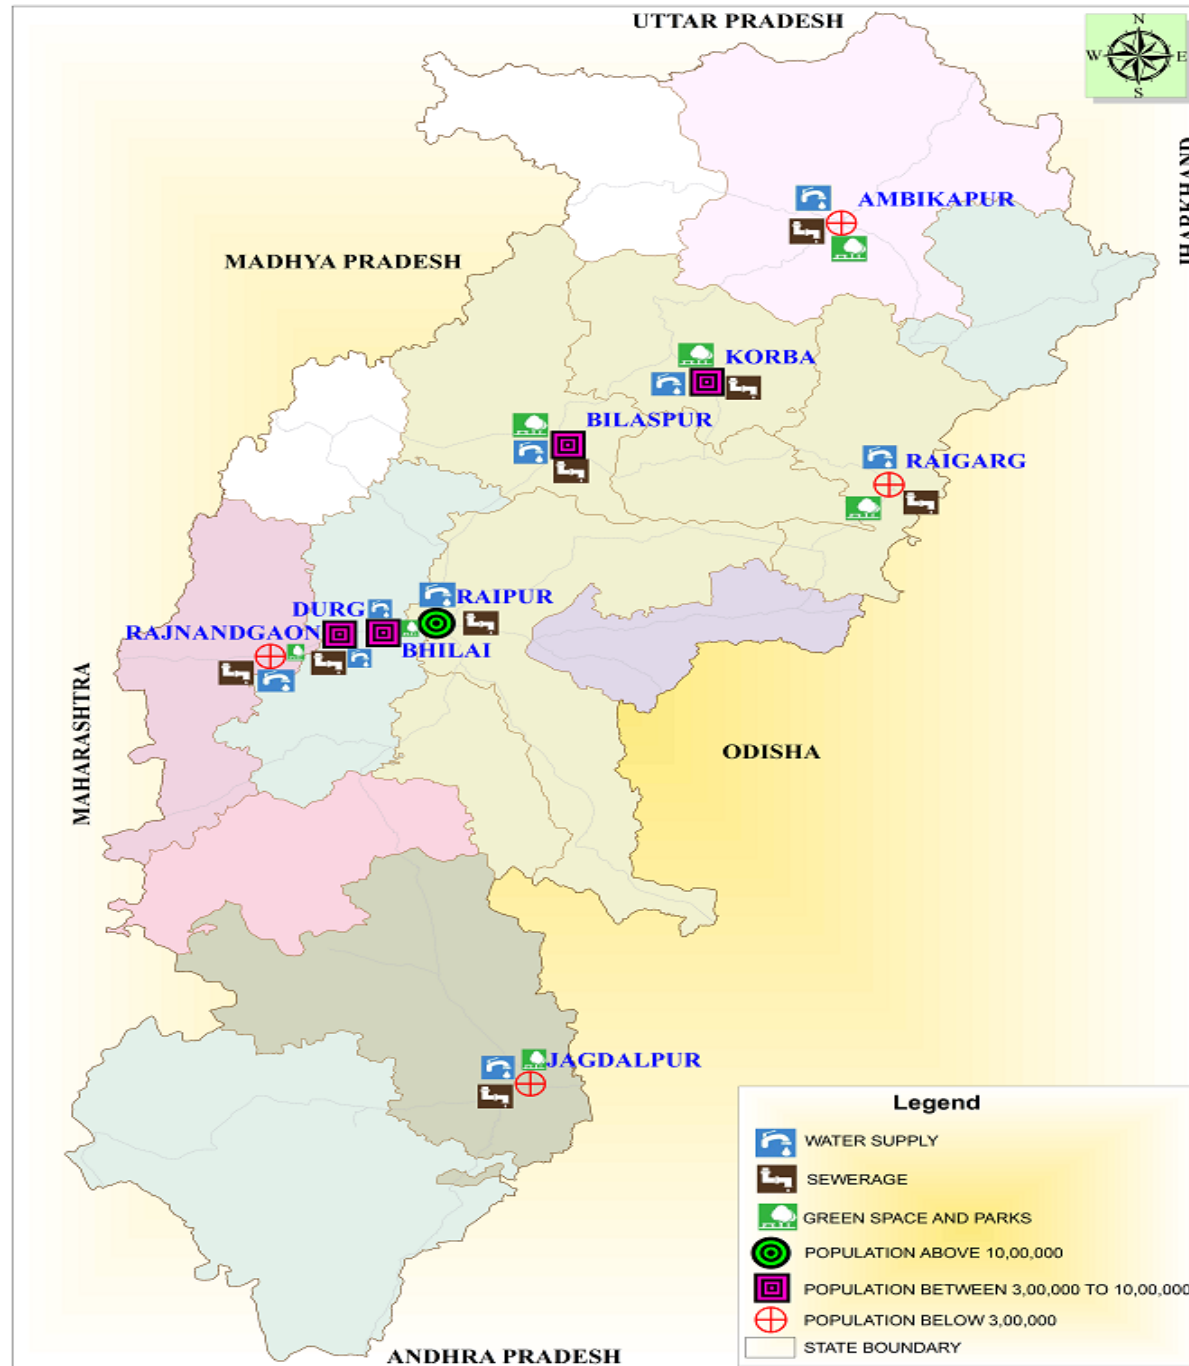 UTTAR PRADESH
N
W E
S
JHARKHAND
AMBIKAPUR
MADHYA PRADESH
KORBA
BILASPUR
RAIGARG
RAIPUR
DURG
RAJNANDGAON
BHILAI
MAHARASHTRA
ODISHA
JAGDALPUR
Legend
WATER SUPPLY
SEWERAGE
GREEN SPACE AND PARKS
POPULATION ABOVE 10,00,000
POPULATION BETWEEN 3,00,000 TO 10,00,000
POPULATION BELOW 3,00,000
STATE BOUNDARY
ANDHRA PRADESH